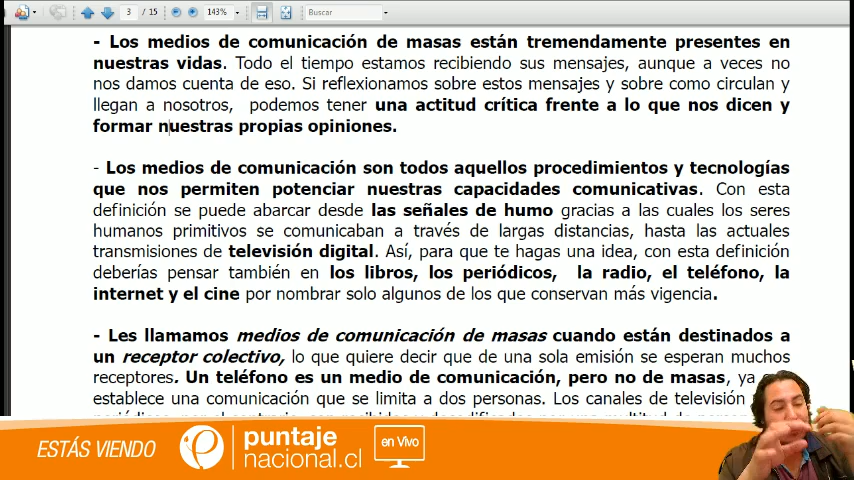 3 / 15 143% Buscar
- Los medios de comunicación de masas están tremendamente presentes en
nuestras vidas. Todo el tiempo estamos recibiendo sus mensajes, aunque a veces no
nos damos cuenta de eso. Si reflexionamos sobre estos mensajes y sobre como circulan y
llegan a nosotros, podemos tener una actitud crítica frente a lo que nos dicen y
formar nuestras propias opiniones.
- Los medios de comunicación son todos aquellos procedimientos y tecnologías
que nos permiten potenciar nuestras capacidades comunicativas. Con esta
definición se puede abarcar desde las señales de humo gracias a las cuales los seres
humanos primitivos se comunicaban a través de largas distancias, hasta las actuales
transmisiones de televisión digital. Así, para que te hagas una idea, con esta definición
deberías pensar también en los libros, los periódicos, la radio, el teléfono, la
internet y el cine por nombrar solo algunos de los que conservan más vigencia.
- Les llamamos medios de comunicación de masas cuando están destinados a
un receptor colectivo, lo que quiere decir que de una sola emisión se esperan muchos
receptores. Un teléfono es un medio de comunicación, pero no de masas, ya
establece una comunicación que se limita a dos personas. Los canales de televisión
ESTÁS VIENDO
puntaje
nacional.cl
en Vivo